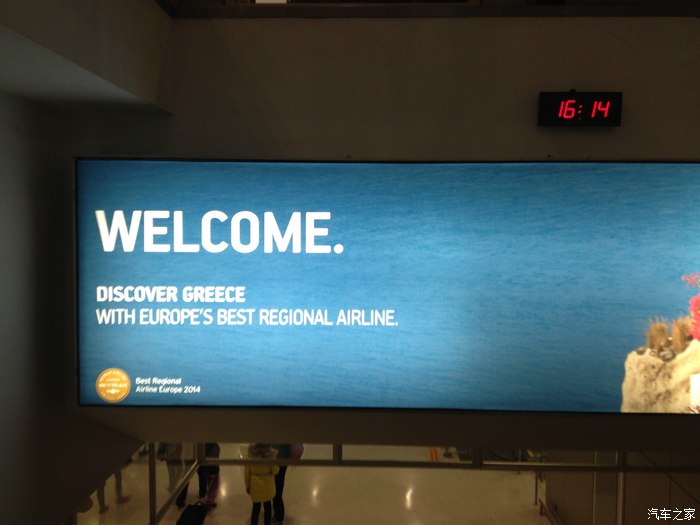 16:14
WELCOME.
DISCOVER GREECE
WITH EUROPE'S BEST REGIONAL AIRLINE.
Best Regional
Airline Europe 2014
汽车之家